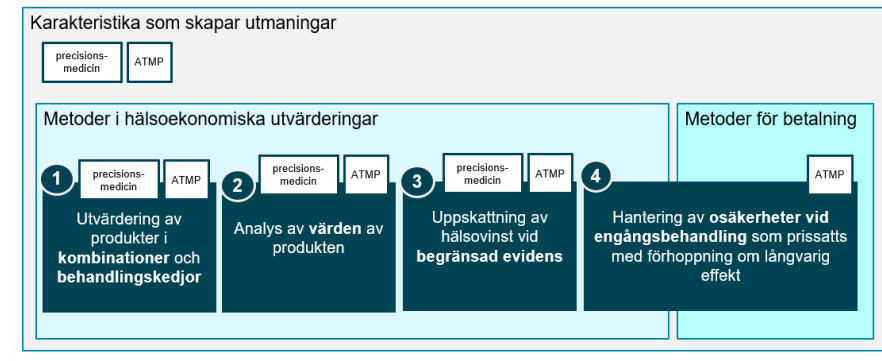 Karakteristika som skapar utmaningar
precisions-
medicin
ATMP
Metoder i hälsoekonomiska utvärderingar
Metoder för betalning
1
precisions-
medicin
ATMP
Utvärdering av
produkter i
kombinationer och
behandlingskedjor
2
precisions-
medicin
ATMP
Analys av värden av
produkten
3
precisions-
medicin
ATMP
Uppskattning av
hälsovinst vid
begränsad evidens
4
ATMP
Hantering av osäkerheter vid
engångsbehandling som prissatts
med förhoppning om långvarig
effekt